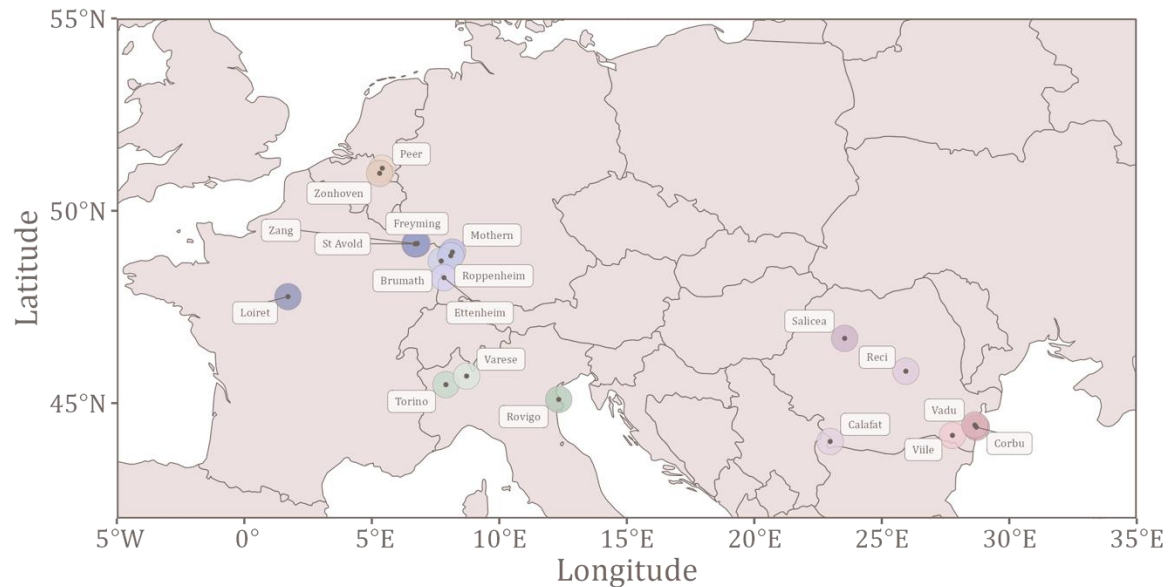 55°N
Peer
Zonhoven
50°N
Freyming
Zang
Mothern
St Avold
Roppenheim
Brumath
Loiret
Ettenheim
Salicea
Reci
Varese
Torino
Rovigo
45°N
Vadu
Calafat
Viile
Corbu
5°W
0°
5°E
10°E
15°E
20°E
25°E
30°E
35°E
Longitude
Latitude